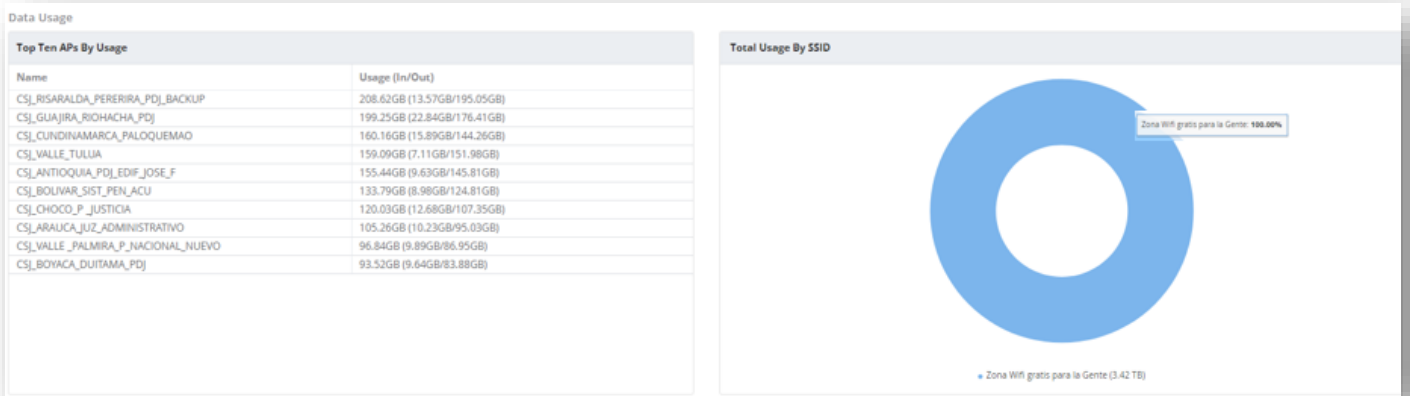 Data Usage
Top Ten APs By Usage
Name Usage (In/Out)
CSJ_RISARALDA_PERERIRA_PDJ_BACKUP 208.62GB (13.57GB/195.05GB)
CSJ_GUAJIRA_RIOHACHA_PDJ 199.25GB (22.84GB/176.41GB)
CSJ_CUNDINAMARCA_PALOQUEMAO 160.16GB (15.89GB/144.26GB)
CSJ_VALLE_TULUA 159.09GB (7.11GB/151.98GB)
CSJ_ANTIOQUIA_PDJ_EDIF_JOSE_F 155.44GB (9.63GB/145.81GB)
CSJ_BOLIVAR_SIST_PEN_ACU 133.79GB (8.98GB/124.81GB)
CSJ_CHOCO_P _JUSTICIA 120.03GB (12.68GB/107.35GB)
CSJ_ARAUCA_JUZ_ADMINISTRATIVO 105.26GB (10.23GB/95.03GB)
CSJ_VALLE _PALMIRA_P_NACIONAL_NUEVO 96.84GB (9.89GB/86.95GB)
CSJ_BOYACA_DUITAMA_PDJ 93.52GB (9.64GB/83.88GB)
Total Usage By SSID
Zona Wifi gratis para la Gente: 100.00%
Zona Wifi gratis para la Gente (3.42 TB)